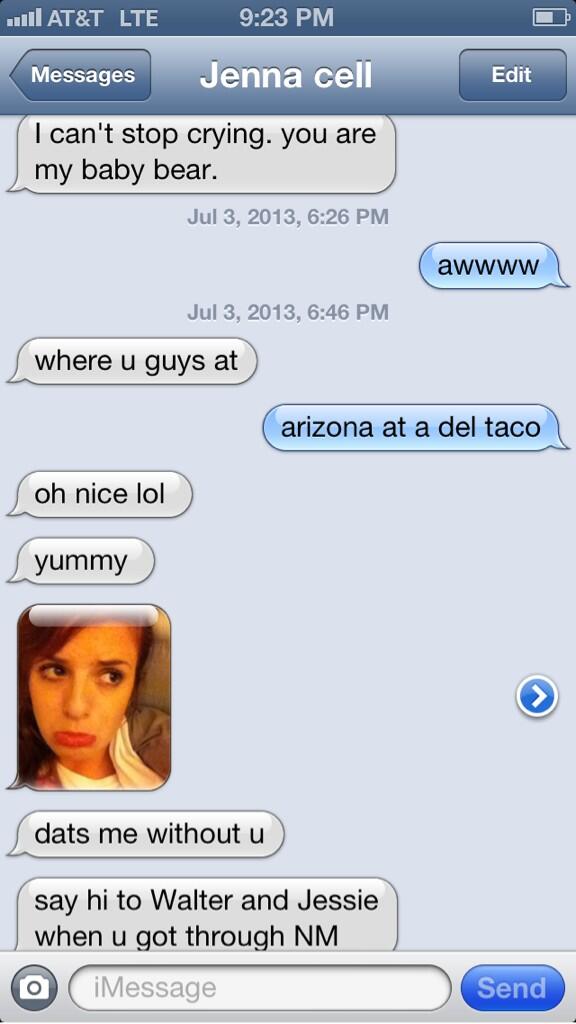 AT&T LTE 9:23 PM
Messages Jenna cell Edit
I can't stop crying. you are
my baby bear.
Jul 3, 2013, 6:26 PM
awwww
Jul 3, 2013, 6:46 PM
where u guys at
arizona at a del taco
oh nice lol
yummy
dats me without u
say hi to Walter and Jessie
when u got through NM
iMessage Send